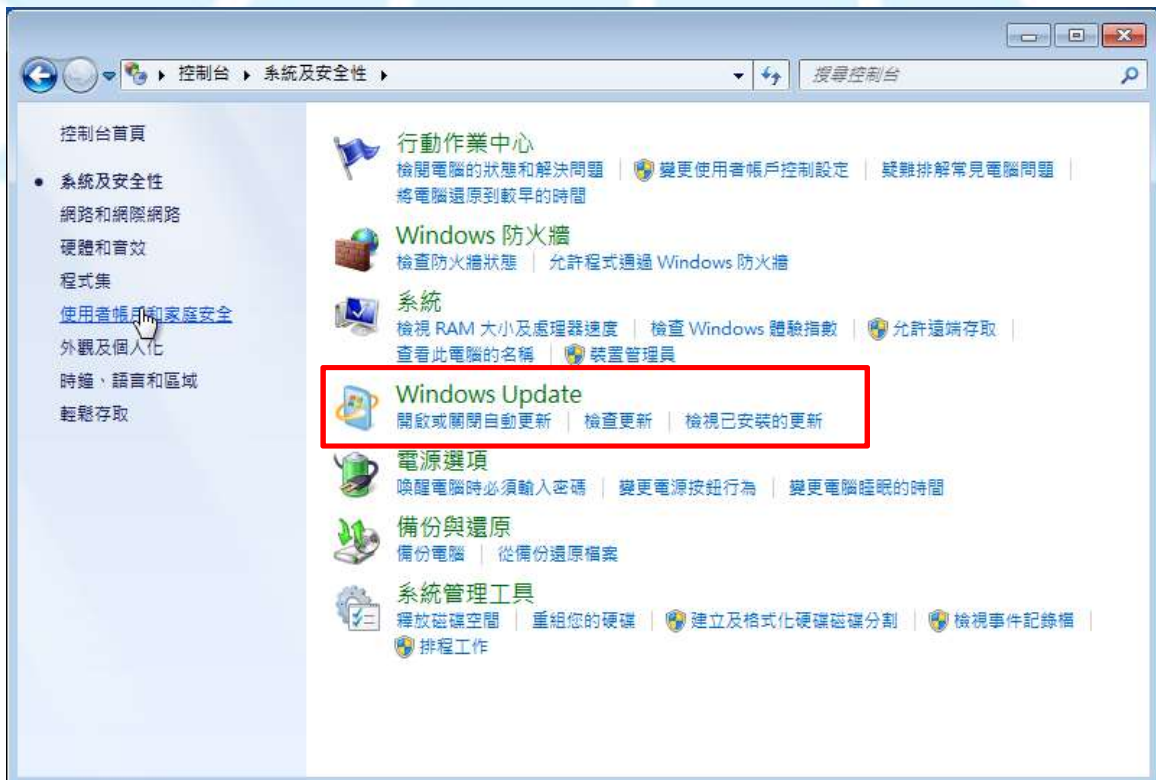 控制台 系統及安全性
搜尋控制台
控制台首頁
系統及安全性
網路和網際網路
硬體和音效
程式集
使用者帳戶和家庭安全
外觀及個人化
時鐘、語言和區域
輕鬆存取
行動作業中心
檢閱電腦的狀態和解決問題 變更使用者帳戶控制設定 疑難排解常見電腦問題
將電腦還原到較早的時間
Windows 防火牆
檢查防火牆狀態 允許程式通過 Windows 防火牆
系統
檢視 RAM 大小及處理器速度 檢查 Windows 體驗指數 允許遠端存取
查看此電腦的名稱 裝置管理員
Windows Update
開啟或關閉自動更新 檢查更新 檢視已安裝的更新
電源選項
喚醒電腦時必須輸入密碼 變更電源按鈕行為 變更電腦睡眠的時間
備份與還原
備份電腦 從備份還原檔案
系統管理工具
釋放磁碟空間 重組您的硬碟 建立及格式化硬碟磁碟分割 檢視事件記錄檔
排程工作